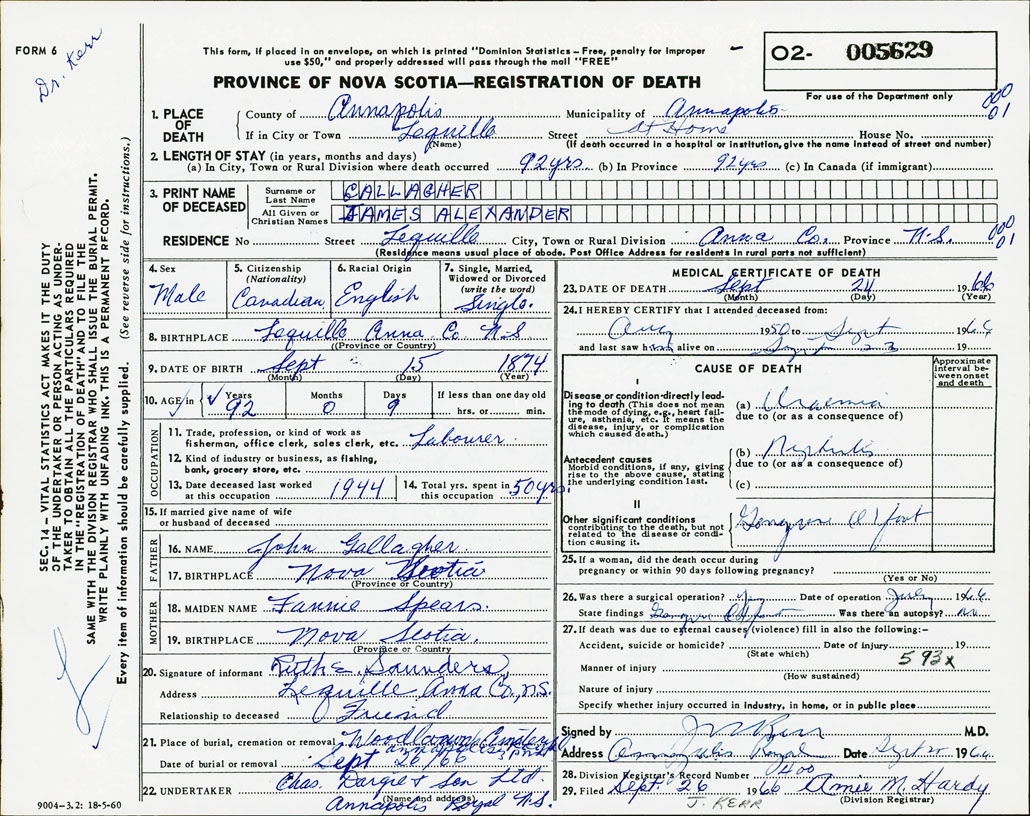 FORM 6
Dr. Kerr
This form, if placed in an envelope, on which is printed "Dominion Statistics – Free, penalty for improper
use $50," and properly addressed will pass through the mail "FREE"
O2- 005629
For use of the Department only
PROVINCE OF NOVA SCOTIA—REGISTRATION OF DEATH
000
01
1. PLACE OF DEATH County of Annapolis Municipality of Annapolis
If in City or Town Lequille Street At Home House No.
(Name) (If death occurred in a hospital or institution, give the name instead of street and number)
2. LENGTH OF STAY (in years, months and days)
(a) In City, Town or Rural Division where death occurred 92 yrs. (b) In Province 92 yrs (c) In Canada (if immigrant)
3. PRINT NAME OF DECEASED Surname or Last Name GALLAGHER
All Given or Christian Names JAMES ALEXANDER
RESIDENCE No Street Lequille City, Town or Rural Division Anna Co. Province N.S. 000 01
(Residence means usual place of abode. Post Office Address for residents in rural parts not sufficient)
4. Sex Male
5. Citizenship (Nationality) Canadian
6. Racial Origin English
7. Single, Married, Widowed or Divorced (write the word) Single.
8. BIRTHPLACE Lequille Anna. Co N.S
(Province or Country)
9. DATE OF BIRTH Sept 15 1874
(Month) (Day) (Year)
10. AGE in Years Months Days If less than one day old
92 0 9 hrs. or min.
OCCUPATION
11. Trade, profession, or kind of work as
fisherman, office clerk, sales clerk, etc. Labourer.
12. Kind of industry or business, as fishing,
bank, grocery store, etc.
13. Date deceased last worked at this occupation 1944 14. Total yrs. spent in this occupation 50 yrs.
15. If married give name of wife
or husband of deceased
FATHER
16. NAME John Gallagher.
17. BIRTHPLACE Nova Scotia
(Province or Country)
MOTHER
18. MAIDEN NAME Fannie Spears.
19. BIRTHPLACE Nova Scotia.
(Province or Country)
20. Signature of informant Ruth E. Saunders
Address Lequille Anna Co., N.S.
Relationship to deceased Friend
21. Place of burial, cremation or removal Woodlawn Cemetery
Date of burial or removal Sept 26/66
22. UNDERTAKER Chas. Dargie & Son Ltd.
(Name and address)
Annapolis Royal N.S.
9004–3.2: 18-5-60
MEDICAL CERTIFICATE OF DEATH
23. DATE OF DEATH Sept 24 1966
(Month) (Day) (Year)
24. I HEREBY CERTIFY that I attended deceased from:
Aug 1950 to Sept 1966
and last saw him alive on 23 19
CAUSE OF DEATH
Approximate interval between onset and death
I
Disease or condition directly leading to death (This does not mean
the mode of dying, e.g., heart failure, asthenia, etc. It means the
disease, injury, or complication which caused death.)
(a) Uraemia
due to (or as a consequence of)
Antecedent causes
Morbid conditions, if any, giving
rise to the above cause, stating
the underlying condition last.
(b) Nephritis
due to (or as a consequence of)
(c)
II
Other significant conditions
contributing to the death, but not
related to the disease or condition causing it.
Gangrene foot
25. If a woman, did the death occur during
pregnancy or within 90 days following pregnancy?
(Yes or No)
26. Was there a surgical operation? yes Date of operation July 1966
State findings Gangrene foot Was there an autopsy? no
27. If death was due to external causes (violence) fill in also the following:–
Accident, suicide or homicide? Date of injury 19
(State which)
593x
Manner of injury
(How sustained)
Nature of injury
Specify whether injury occurred in industry, in home, or in public place
Signed by J Kerr M.D.
Address Annapolis Royal Date 1966
28. Division Registrar's Record Number 400
29. Filed Sept. 26 1966 Amie M. Hardy
(Division Registrar)
J. KERR
SEC. 14 – VITAL STATISTICS ACT MAKES IT THE DUTY
OF THE UNDERTAKER OR PERSON ACTING AS UNDER-
TAKER TO OBTAIN ALL THE PARTICULARS REQUIRED
IN THE "REGISTRATION OF DEATH" AND TO FILE THE
SAME WITH THE DIVISION REGISTRAR WHO SHALL ISSUE THE BURIAL PERMIT.
WRITE PLAINLY WITH UNFADING INK. THIS IS A PERMANENT RECORD.
Every item of information should be carefully supplied. (See reverse side for instructions.)